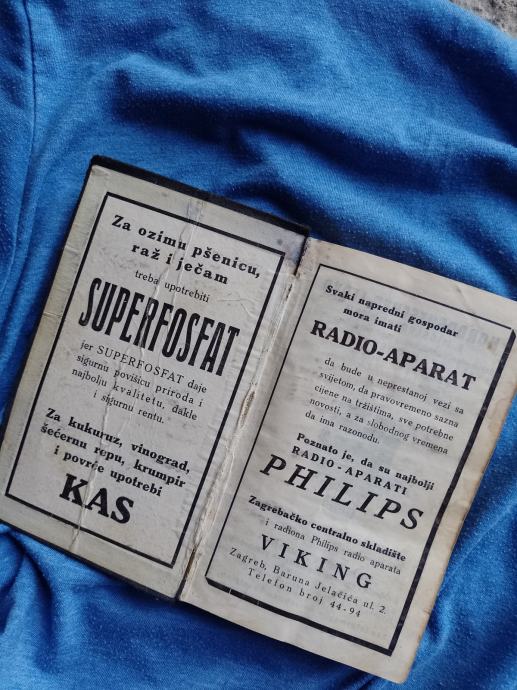 Za ozimu pšenicu,
raž i ječam
treba upotrebiti
SUPERFOSFAT
jer SUPERFOSFAT daje
sigurnu povišicu priroda i
najbolju kvalitetu, dakle
i sigurnu rentu.
Za kukuruz, vinograd,
šećernu repu, krumpir
i povrće upotrebi
KAS
Svaki napredni gospodar
mora imati
RADIO-APARAT
da bude u neprestanoj vezi sa
svijetom, da pravovremeno sazna
cijene na tržištima, sve potrebne
novosti, a za slobodnog vremena
da ima razonodu.
Poznato je, da su najbolji
RADIO-APARATI
PHILIPS
Zagrebačko centralno skladište
i radiona Philips radio aparata
VIKING
Zagreb, Baruna Jelačića ul. 2.
Telefon broj 44-94